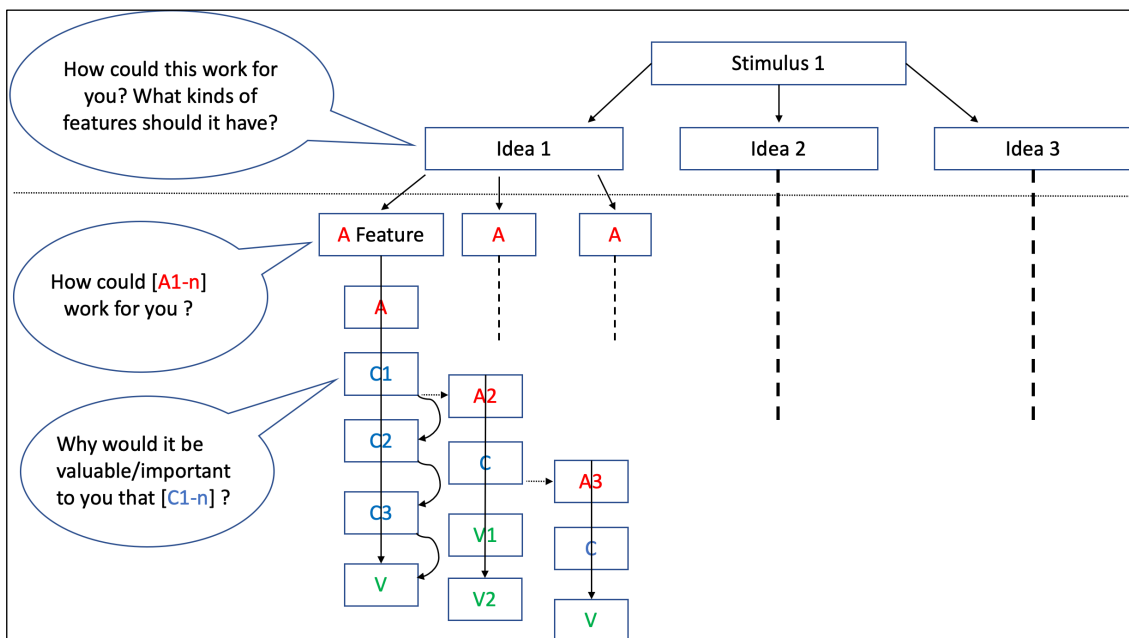 How could this work for
you? What kinds of
features should it have?
Stimulus 1
Idea 1
Idea 2
Idea 3
A Feature
A
A
How could [A1-n]
work for you ?
A
C1
A2
C2
C
Why would it be
valuable/important
to you that [C1-n] ?
A3
C3
V1
C
V
V2
V